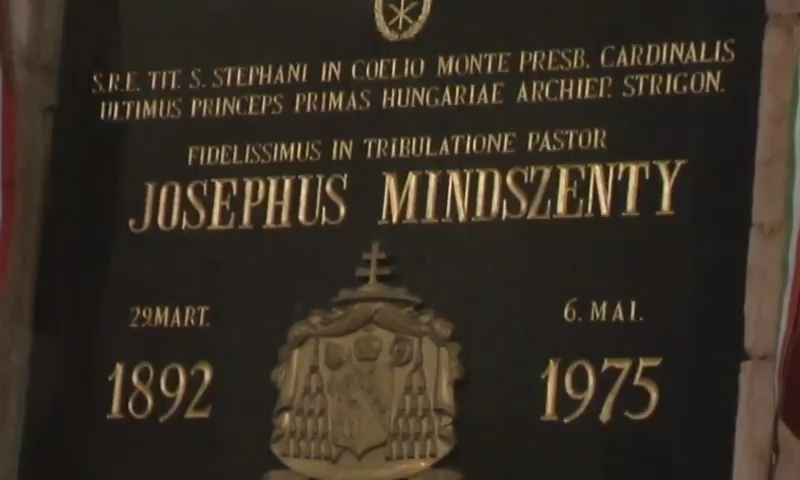 S.R.E. TIT. S. STEPHANI IN COELIO MONTE PRESB. CARDINALIS
ULTIMUS PRINCEPS PRIMAS HUNGARIAE ARCHIEP. STRIGON.
FIDELISSIMUS IN TRIBULATIONE PASTOR
JOSEPHUS MINDSZENTY
29.MART. 6. MAI.
1892 1975